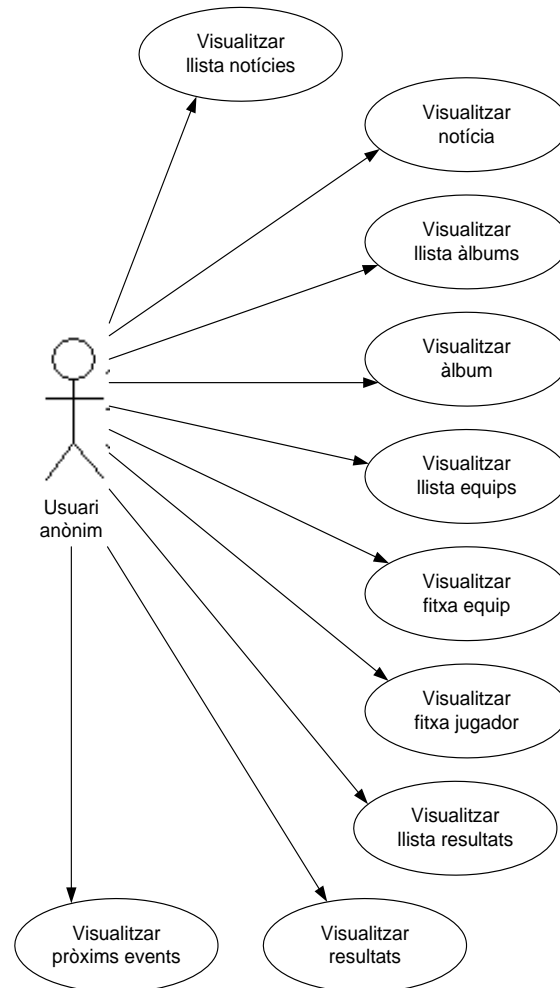 Visualitzar
llista notícies
Visualitzar
notícia
Visualitzar
llista àlbums
Visualitzar
àlbum
Visualitzar
llista equips
Usuari
anònim
Visualitzar
fitxa equip
Visualitzar
fitxa jugador
Visualitzar
llista resultats
Visualitzar
pròxims events
Visualitzar
resultats